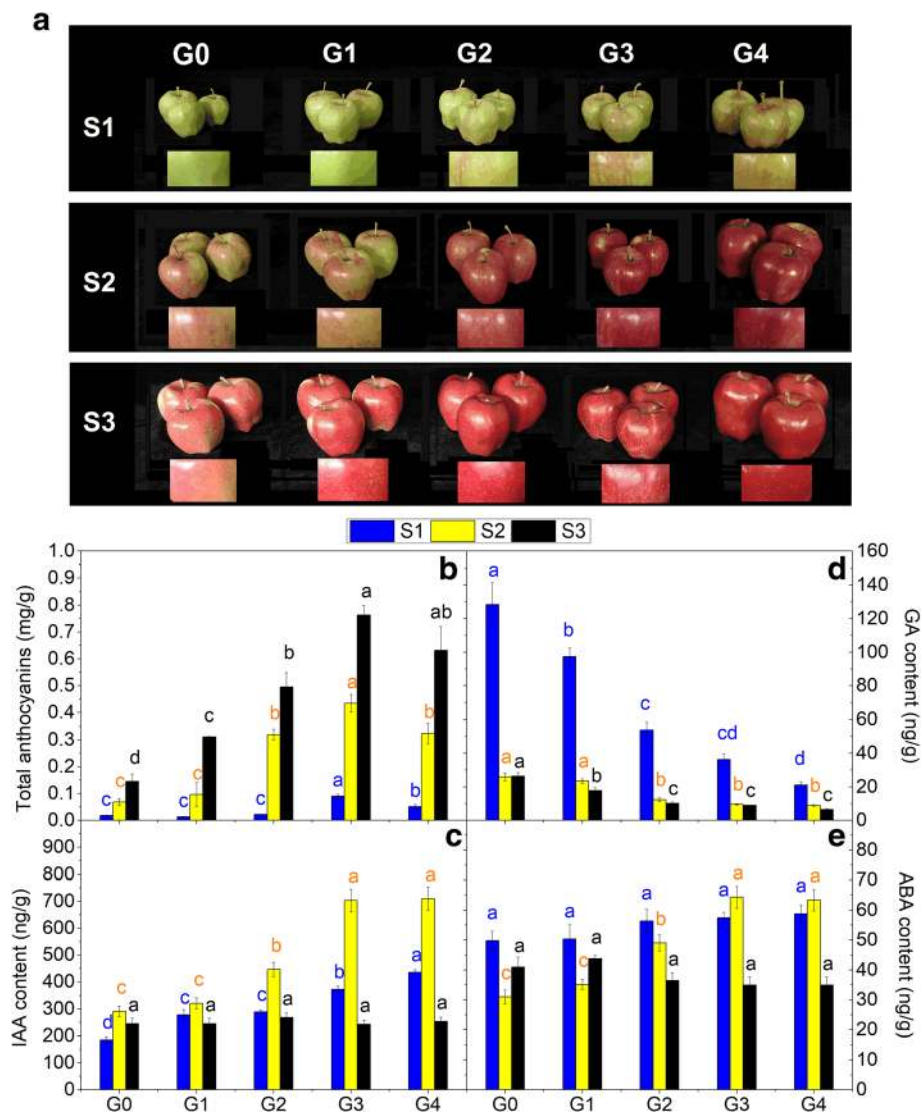 a
G0 G1 G2 G3 G4
S1
S2
S3
S1 S2 S3
b
Total anthocyanins (mg/g)
1.0
0.9
0.8
0.7
0.6
0.5
0.4
0.3
0.2
0.1
0.0
c c d
c c c
c b b
a a a
b b ab
d
GA content (ng/g)
160
140
120
100
80
60
40
20
0
a a a
b a b
c b c
cd b c
d b c
c
IAA content (ng/g)
900
800
700
600
500
400
300
200
100
0
d c a
c c a
c b a
b a a
a a a
G0 G1 G2 G3 G4
e
ABA content (ng/g)
80
70
60
50
40
30
20
10
0
a c a
a c a
a b a
a a a
a a a
G0 G1 G2 G3 G4